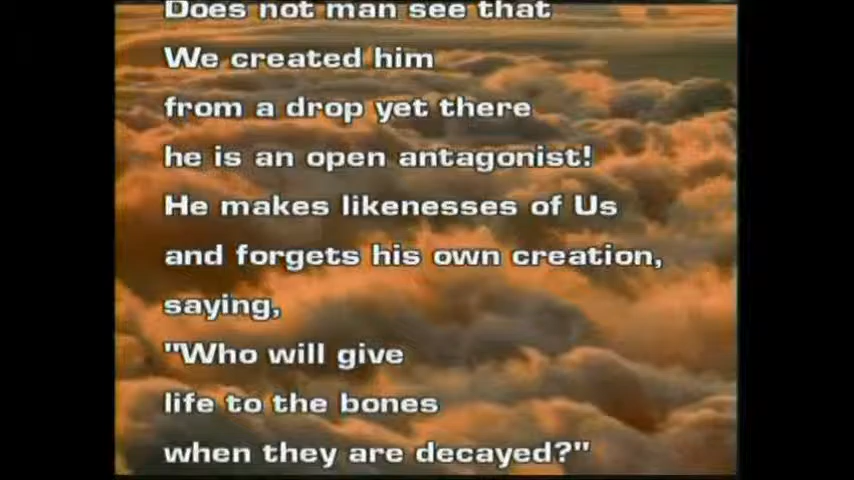 Does not man see that
We created him
from a drop yet there
he is an open antagonist!
He makes likenesses of Us
and forgets his own creation,
saying,
"Who will give
life to the bones
when they are decayed?"